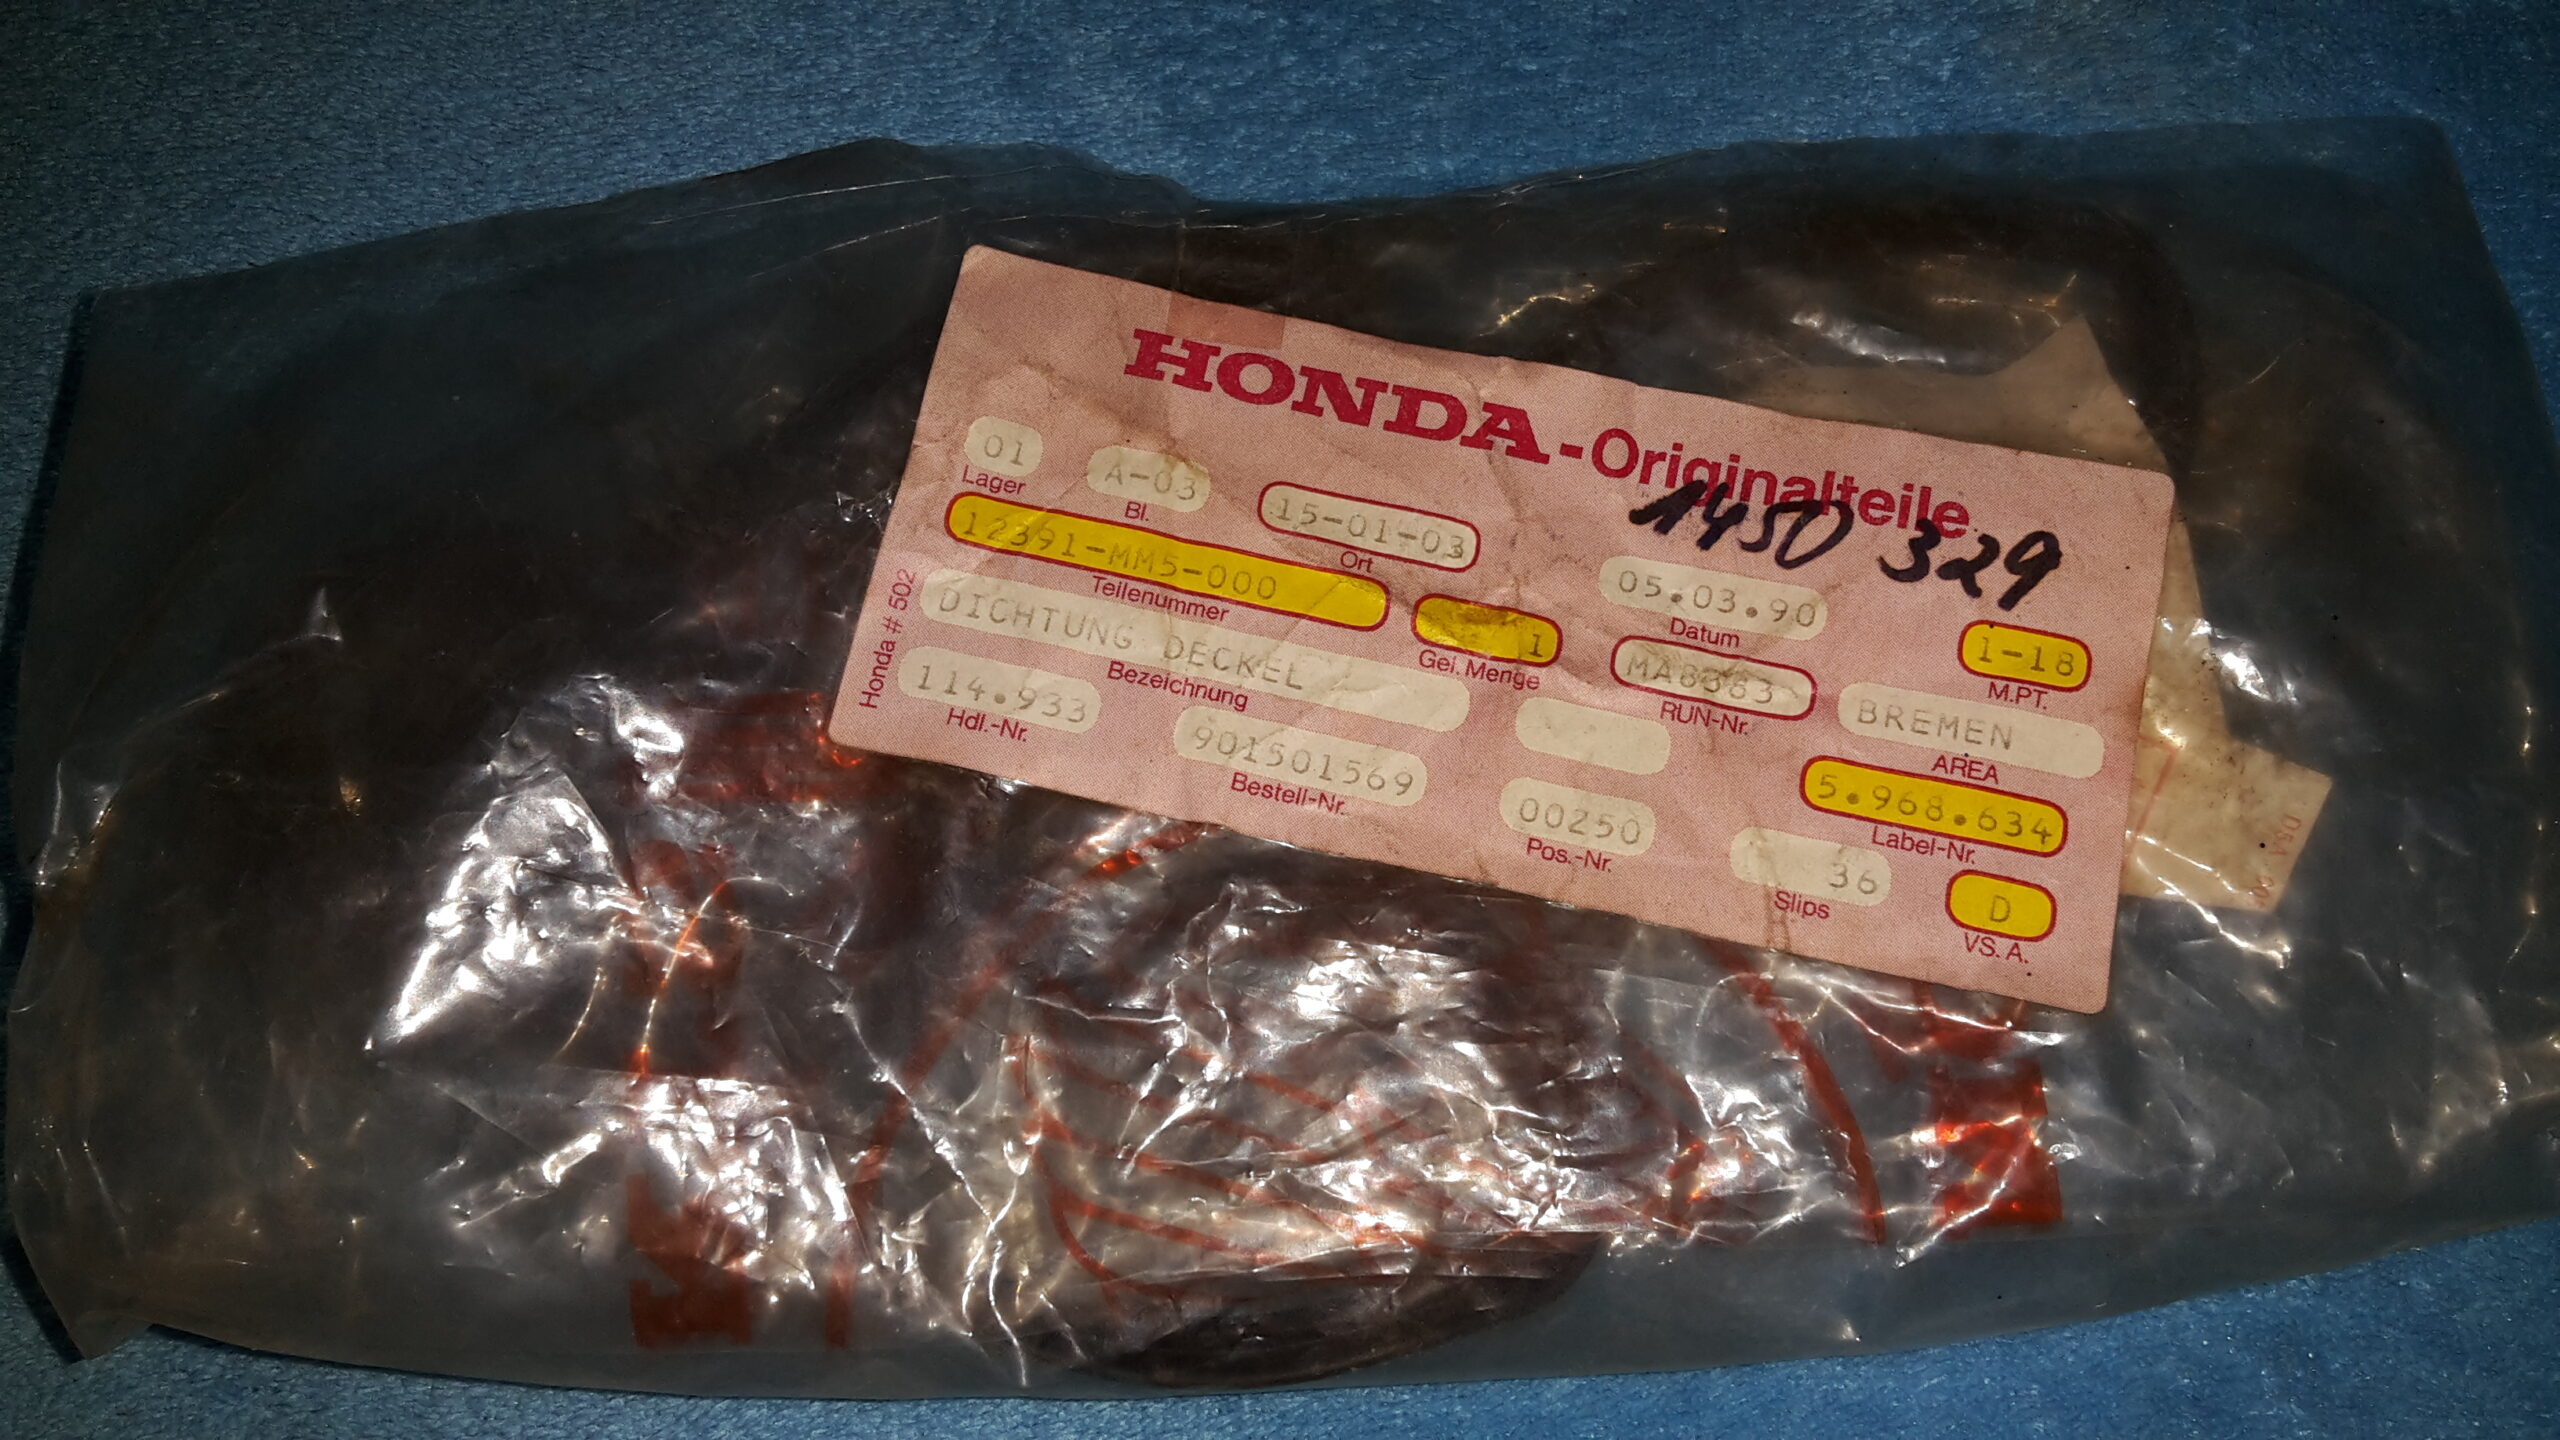 HONDA-Originalteile
1450 329
01
Lager
A-03
Bl.
15-01-03
Ort
05.03.90
Datum
1-18
M.PT.
12391-MM5-000
Teilenummer
1
Gel. Menge
MA8383
RUN-Nr.
BREMEN
AREA
DICHTUNG DECKEL
Bezeichnung
5.968.634
Label-Nr.
114.933
Hdl.-Nr.
901501569
Bestell-Nr.
00250
Pos.-Nr.
36
Slips
D
VS. A.
Honda # 502